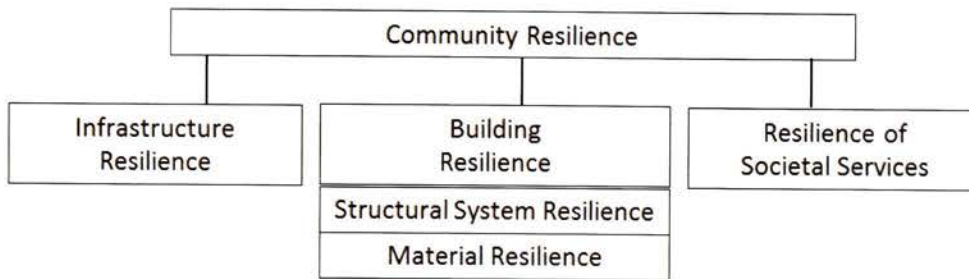 Community Resilience
Infrastructure
Resilience
Building
Resilience
Resilience of
Societal Services
Structural System Resilience
Material Resilience